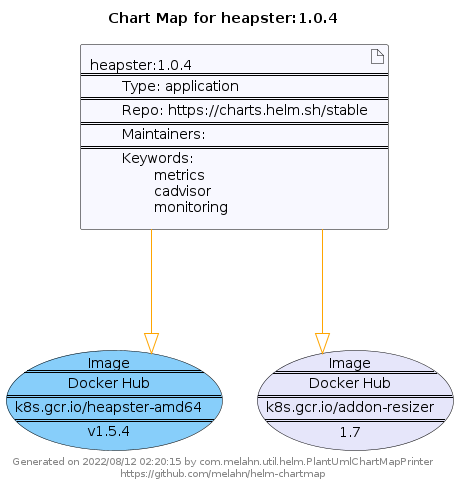 Chart Map for heapster:1.0.4
heapster:1.0.4
Type: application
Repo: https://charts.helm.sh/stable
Maintainers:
Keywords:
metrics
cadvisor
monitoring
Image
Docker Hub
k8s.gcr.io/heapster-amd64
v1.5.4
Image
Docker Hub
k8s.gcr.io/addon-resizer
1.7
Generated on 2022/08/12 02:20:15 by com.melahn.util.helm.PlantUmlChartMapPrinter
https://github.com/melahn/helm-chartmap